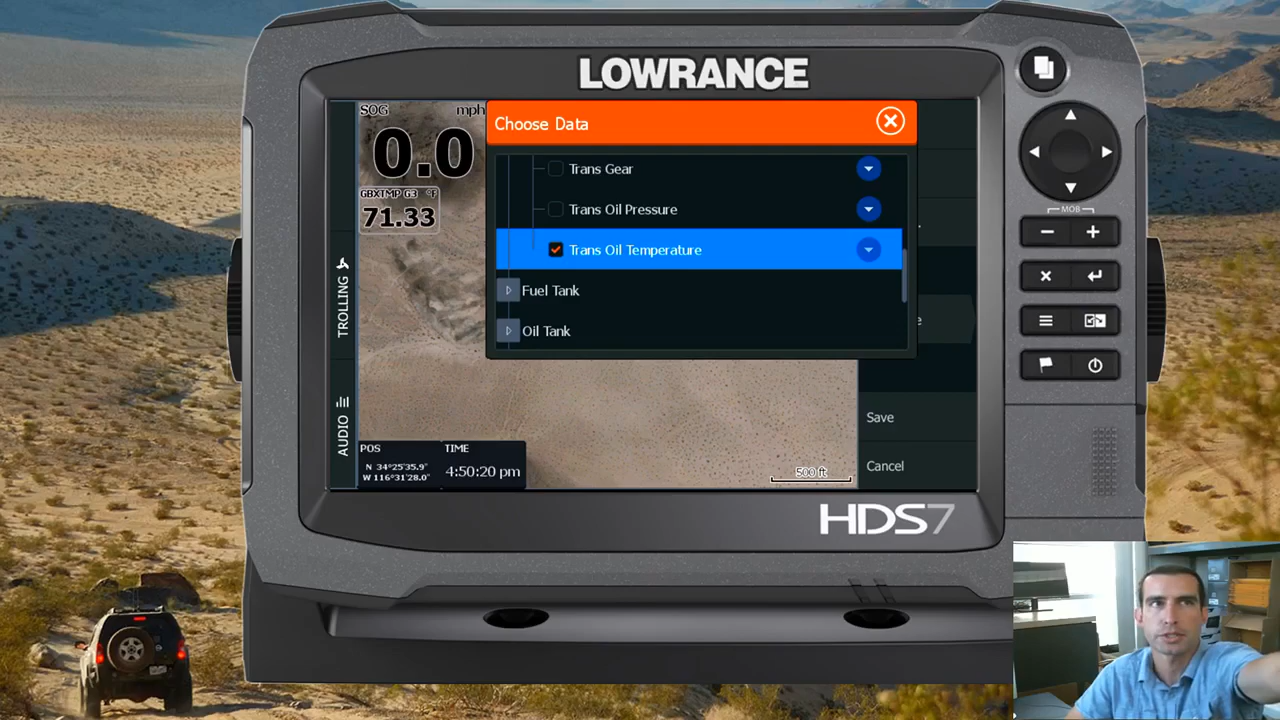 LOWRANCE
SOG mph
0.0
GBXTMP G3 °F
71.33
Choose Data
Trans Gear
Trans Oil Pressure
Trans Oil Temperature
Fuel Tank
Oil Tank
TROLLING
AUDIO
Save
Cancel
POS TIME
N 34°25'35.9"
W 116°31'28.0"
4:50:20 pm
500 ft
HDS7
MOB